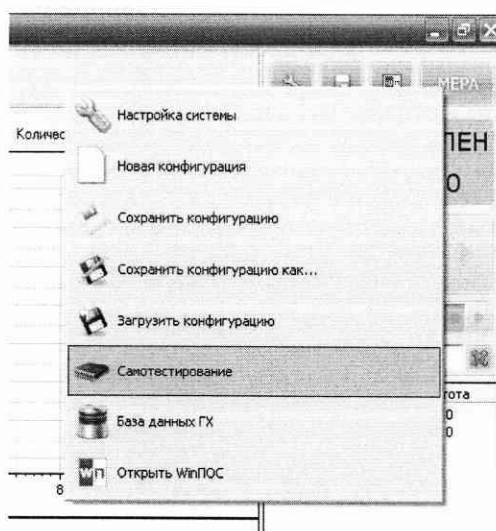 МЕРА
Настройка системы
Количес
ЛЕН
Новая конфигурация
0
Сохранить конфигурацию
Сохранить конфигурацию как...
Загрузить конфигурацию
Самотестирование
ота
0
База данных ГХ
0
WП Открыть WinПОС
8